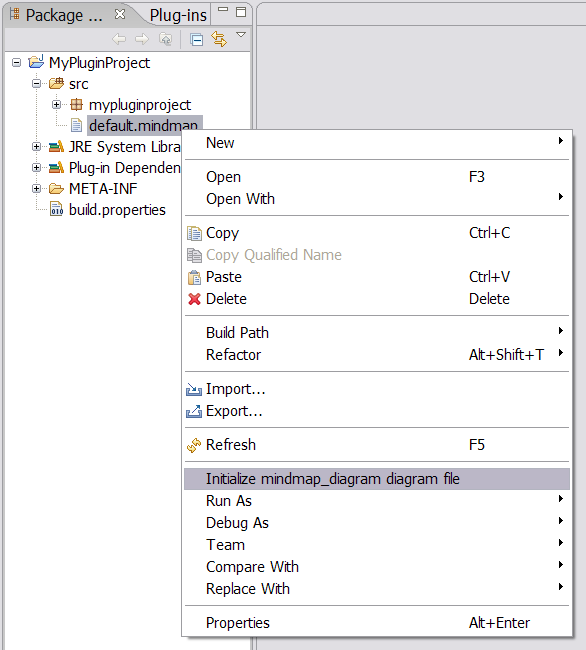 Package ... Plug-ins
MyPluginProject
src
mypluginproject
default.mindmap
JRE System Libra
Plug-in Dependen
META-INF
build.properties
New
Open F3
Open With
Copy Ctrl+C
Copy Qualified Name
Paste Ctrl+V
Delete Delete
Build Path
Refactor Alt+Shift+T
Import...
Export...
Refresh F5
Initialize mindmap_diagram diagram file
Run As
Debug As
Team
Compare With
Replace With
Properties Alt+Enter